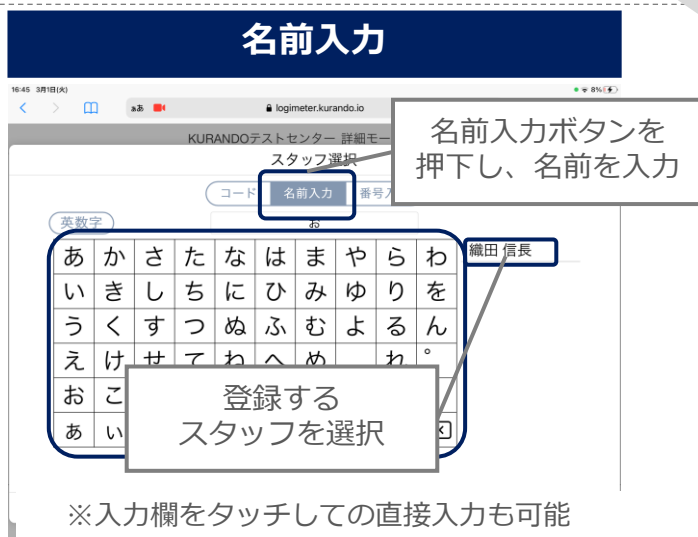 名前入力
16:45 3月1日(火)
8%
ぁあ
logimeter.kurando.io
KURANDOテストセンター 詳細モー
スタッフ選択
名前入力ボタンを
押下し、名前を入力
コード 名前入力 番号
英数字
お
織田 信長
あ か さ た な は ま や ら わ
い き し ち に ひ み ゆ り を
う く す つ ぬ ふ む よ る ん
え け せ て ね へ め れ °
お こ
ぁ ぃ
登録する
スタッフを選択
※入力欄をタッチしての直接入力も可能